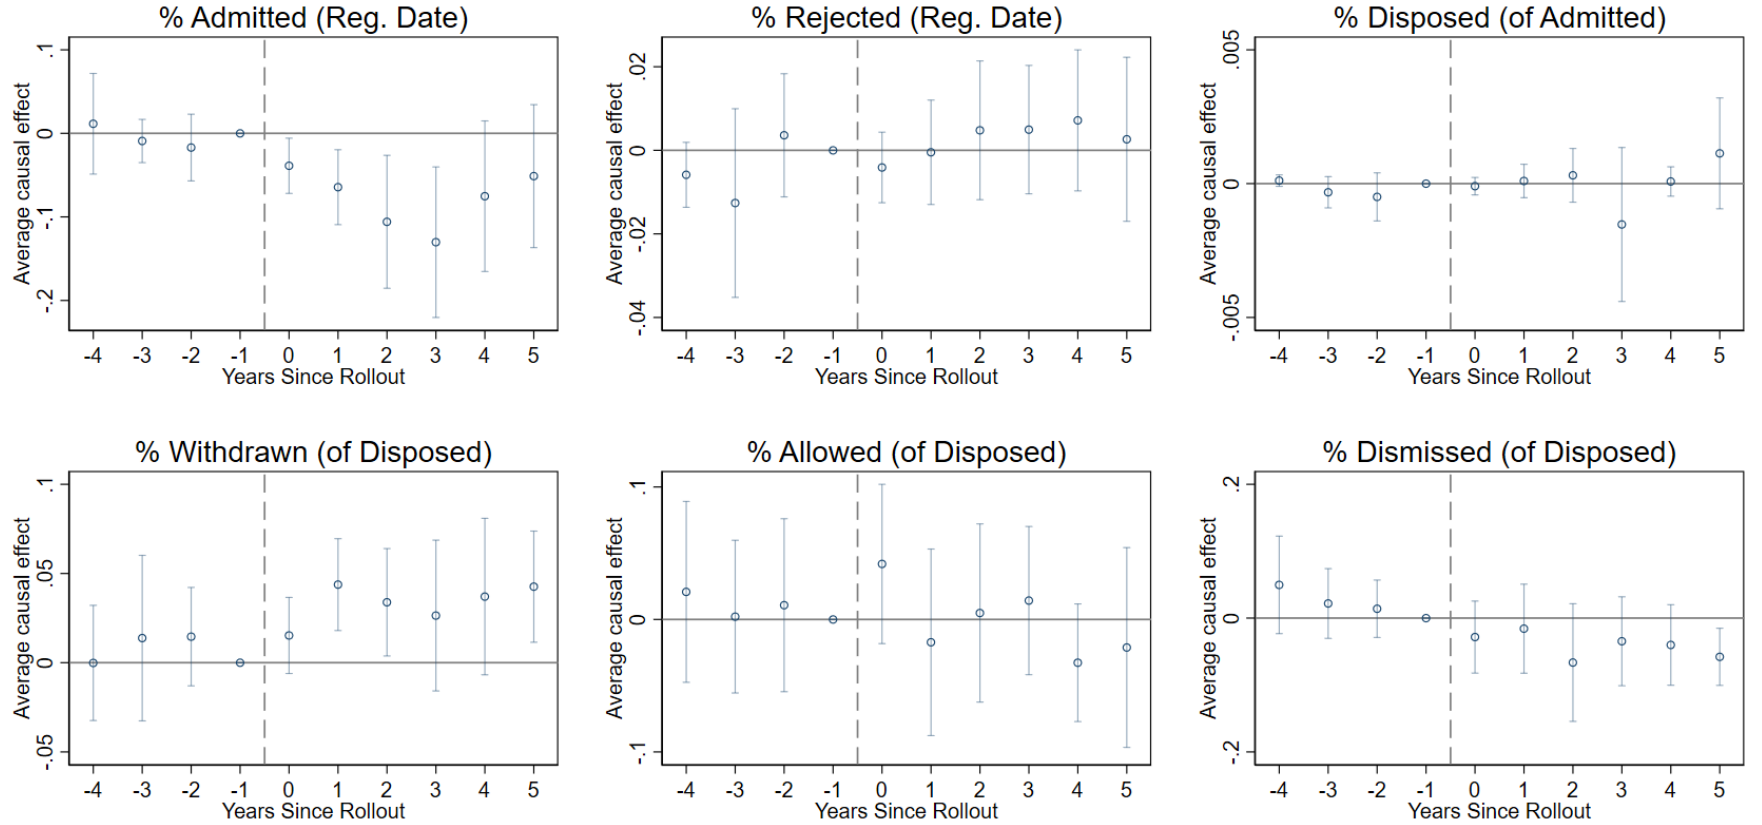 % Admitted (Reg. Date)
Average causal effect
.1
0
-.1
-.2
-4 -3 -2 -1 0 1 2 3 4 5
Years Since Rollout
% Rejected (Reg. Date)
Average causal effect
.02
0
-.02
-.04
-4 -3 -2 -1 0 1 2 3 4 5
Years Since Rollout
% Disposed (of Admitted)
Average causal effect
.005
0
-.005
-4 -3 -2 -1 0 1 2 3 4 5
Years Since Rollout
% Withdrawn (of Disposed)
Average causal effect
.1
.05
0
-.05
-4 -3 -2 -1 0 1 2 3 4 5
Years Since Rollout
% Allowed (of Disposed)
Average causal effect
.1
0
-.1
-4 -3 -2 -1 0 1 2 3 4 5
Years Since Rollout
% Dismissed (of Disposed)
Average causal effect
.2
0
-.2
-4 -3 -2 -1 0 1 2 3 4 5
Years Since Rollout